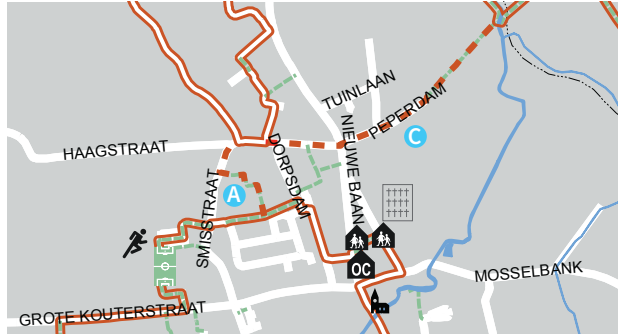 TUINLAAN
PEPERDAM
C
HAAGSTRAAT
DORPSDAM
NIEUWE BAAN
SMISSTRAAT
A
OC
MOSSELBANK
GROTE KOUTERSTRAAT